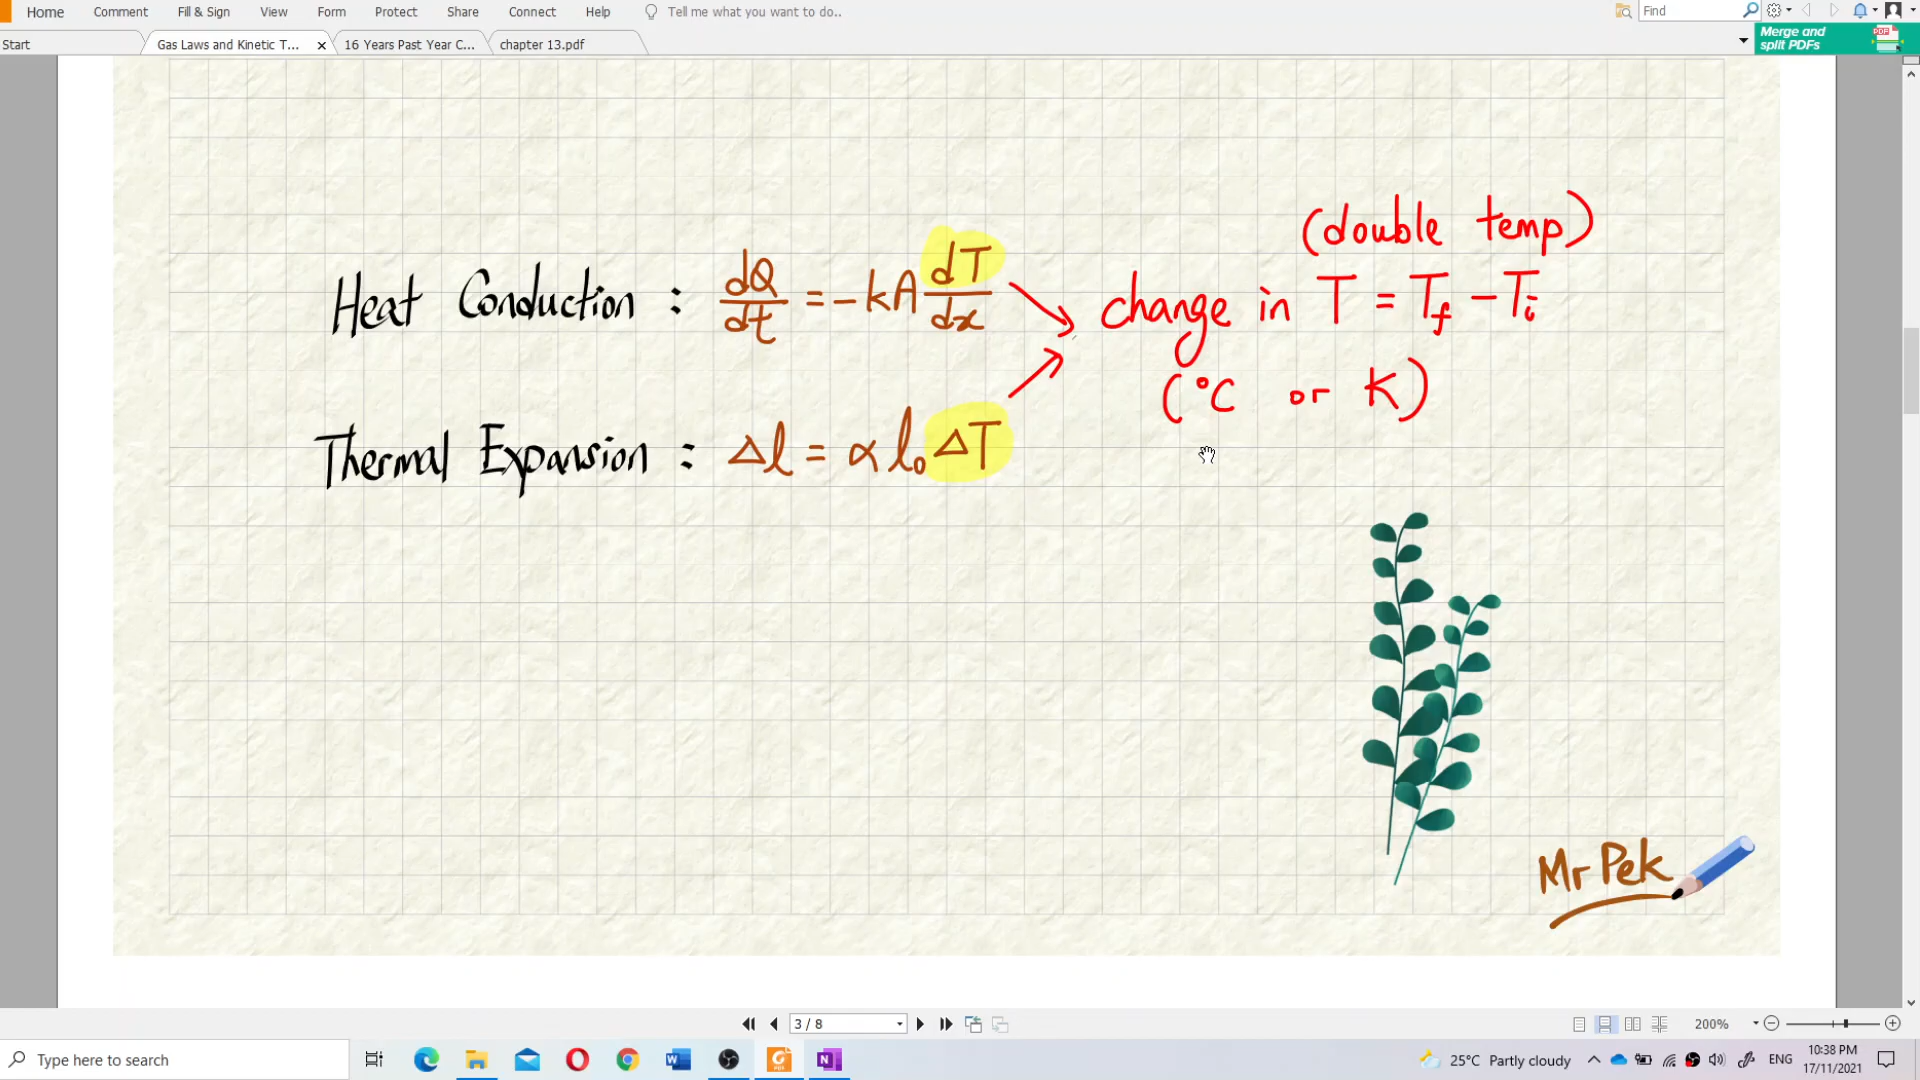 Home Comment Fill & Sign View Form Protect Share Connect Help Tell me what you want to do..
Find
Start
Gas Laws and Kinetic T... ×
16 Years Past Year C...
chapter 13.pdf
Merge and
split PDFs
PDF
(double temp)
Heat Conduction : dQ/dt = -kA dT/dx
change in T = Tf - Ti
(°C or K)
Thermal Expansion : Δl = αl₀ΔT
Mr Pek
3 / 8
200%
Type here to search
25°C Partly cloudy
ENG
10:38 PM
17/11/2021